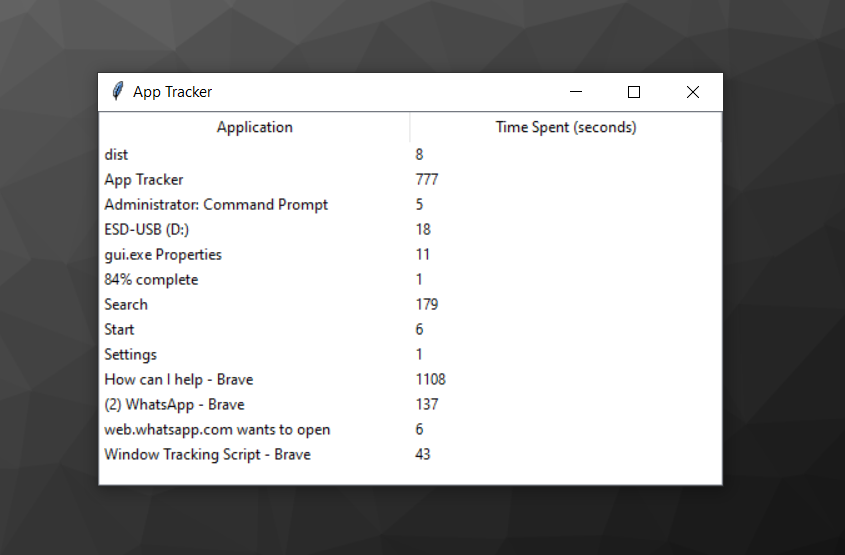 App Tracker
Application Time Spent (seconds)
dist 8
App Tracker 777
Administrator: Command Prompt 5
ESD-USB (D:) 18
gui.exe Properties 11
84% complete 1
Search 179
Start 6
Settings 1
How can I help - Brave 1108
(2) WhatsApp - Brave 137
web.whatsapp.com wants to open 6
Window Tracking Script - Brave 43